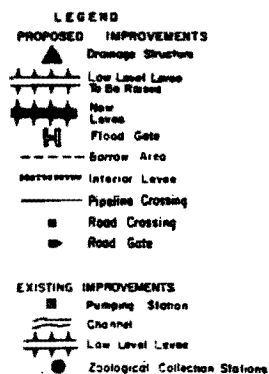 LEGEND
PROPOSED IMPROVEMENTS
Drainage Structure
Low Level Levee
To Be Raised
New
Levee
Flood Gate
Borrow Area
Interior Levee
Pipeline Crossing
Road Crossing
Road Gate
EXISTING IMPROVEMENTS
Pumping Station
Channel
Low Level Levee
Zoological Collection Stations